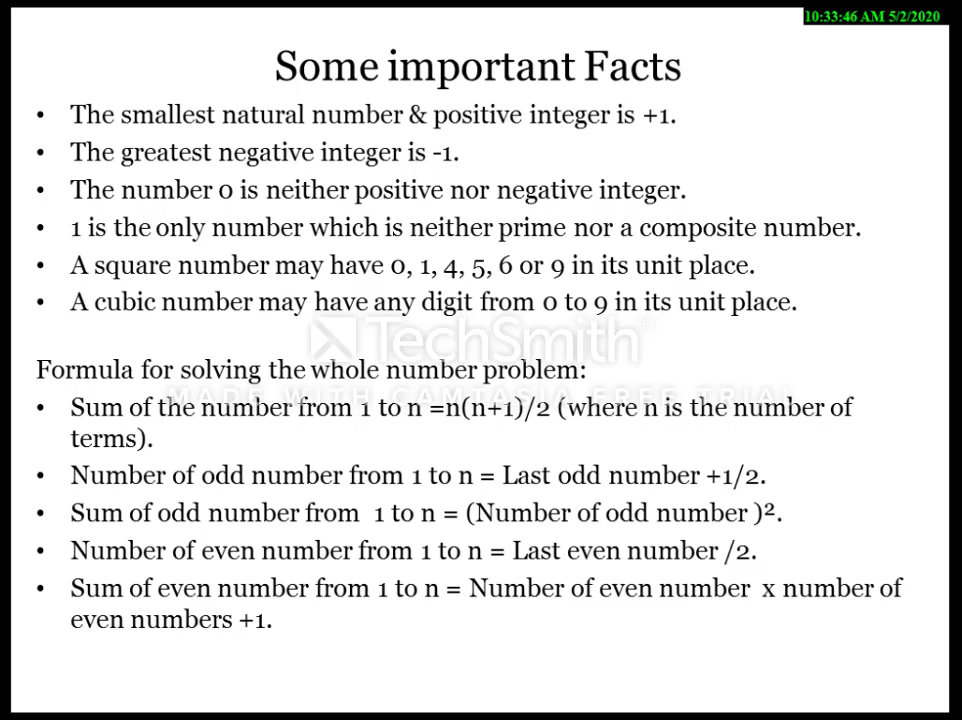 10:33:46 AM 5/2/2020
Some important Facts
• The smallest natural number & positive integer is +1.
• The greatest negative integer is -1.
• The number 0 is neither positive nor negative integer.
• 1 is the only number which is neither prime nor a composite number.
• A square number may have 0, 1, 4, 5, 6 or 9 in its unit place.
• A cubic number may have any digit from 0 to 9 in its unit place.
TechSmith
Formula for solving the whole number problem:
MADE WITH CAMTASIA FREE TRIAL
• Sum of the number from 1 to n =n(n+1)/2 (where n is the number of
terms).
• Number of odd number from 1 to n = Last odd number +1/2.
• Sum of odd number from 1 to n = (Number of odd number )².
• Number of even number from 1 to n = Last even number /2.
• Sum of even number from 1 to n = Number of even number x number of
even numbers +1.